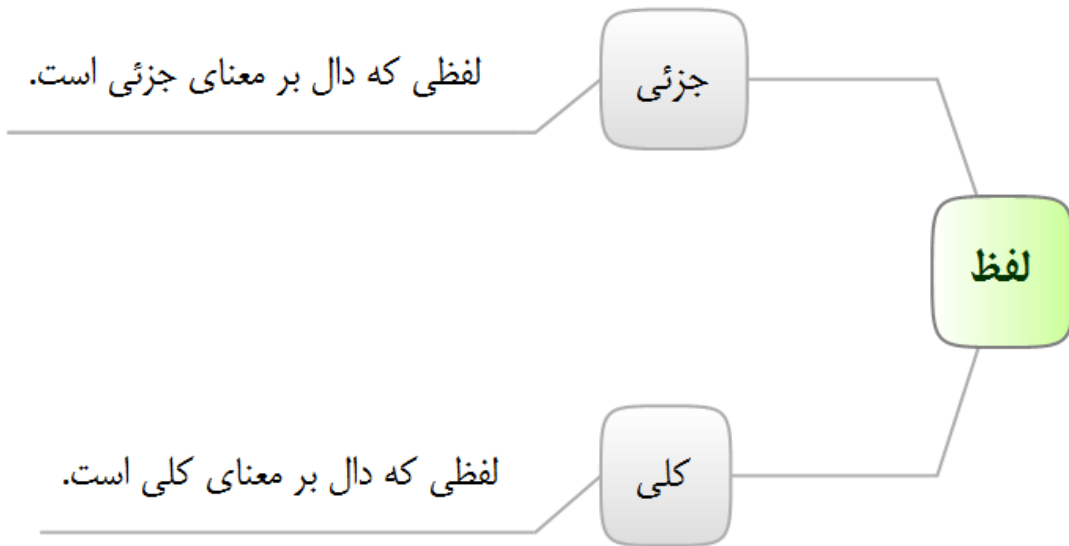 لفظ
جزئی
لفظی که دال بر معنای جزئی است.
کلی
لفظی که دال بر معنای کلی است.